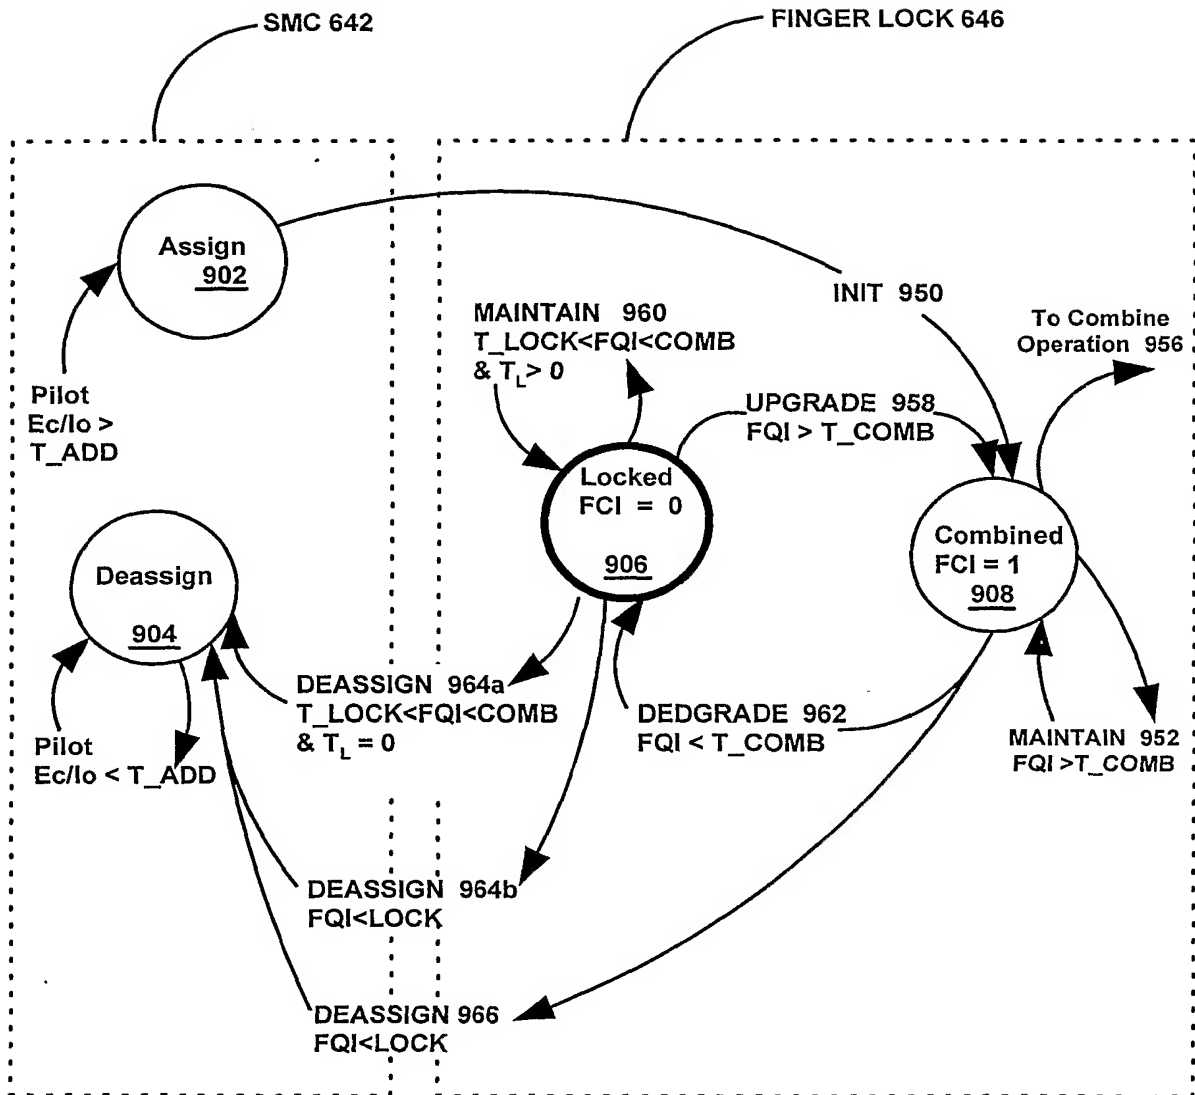 SMC 642
FINGER LOCK 646
Assign
902
INIT 950
MAINTAIN 960
T_LOCK<FQI<COMB
& TL> 0
To Combine
Operation 956
Pilot
Ec/Io >
T_ADD
UPGRADE 958
FQI > T_COMB
Locked
FCI = 0
906
Combined
FCI = 1
908
Deassign
904
DEASSIGN 964a
T_LOCK<FQI<COMB
& TL = 0
DEDGRADE 962
FQI < T_COMB
Pilot
Ec/Io < T_ADD
MAINTAIN 952
FQI >T_COMB
DEASSIGN 964b
FQI<LOCK
DEASSIGN 966
FQI<LOCK